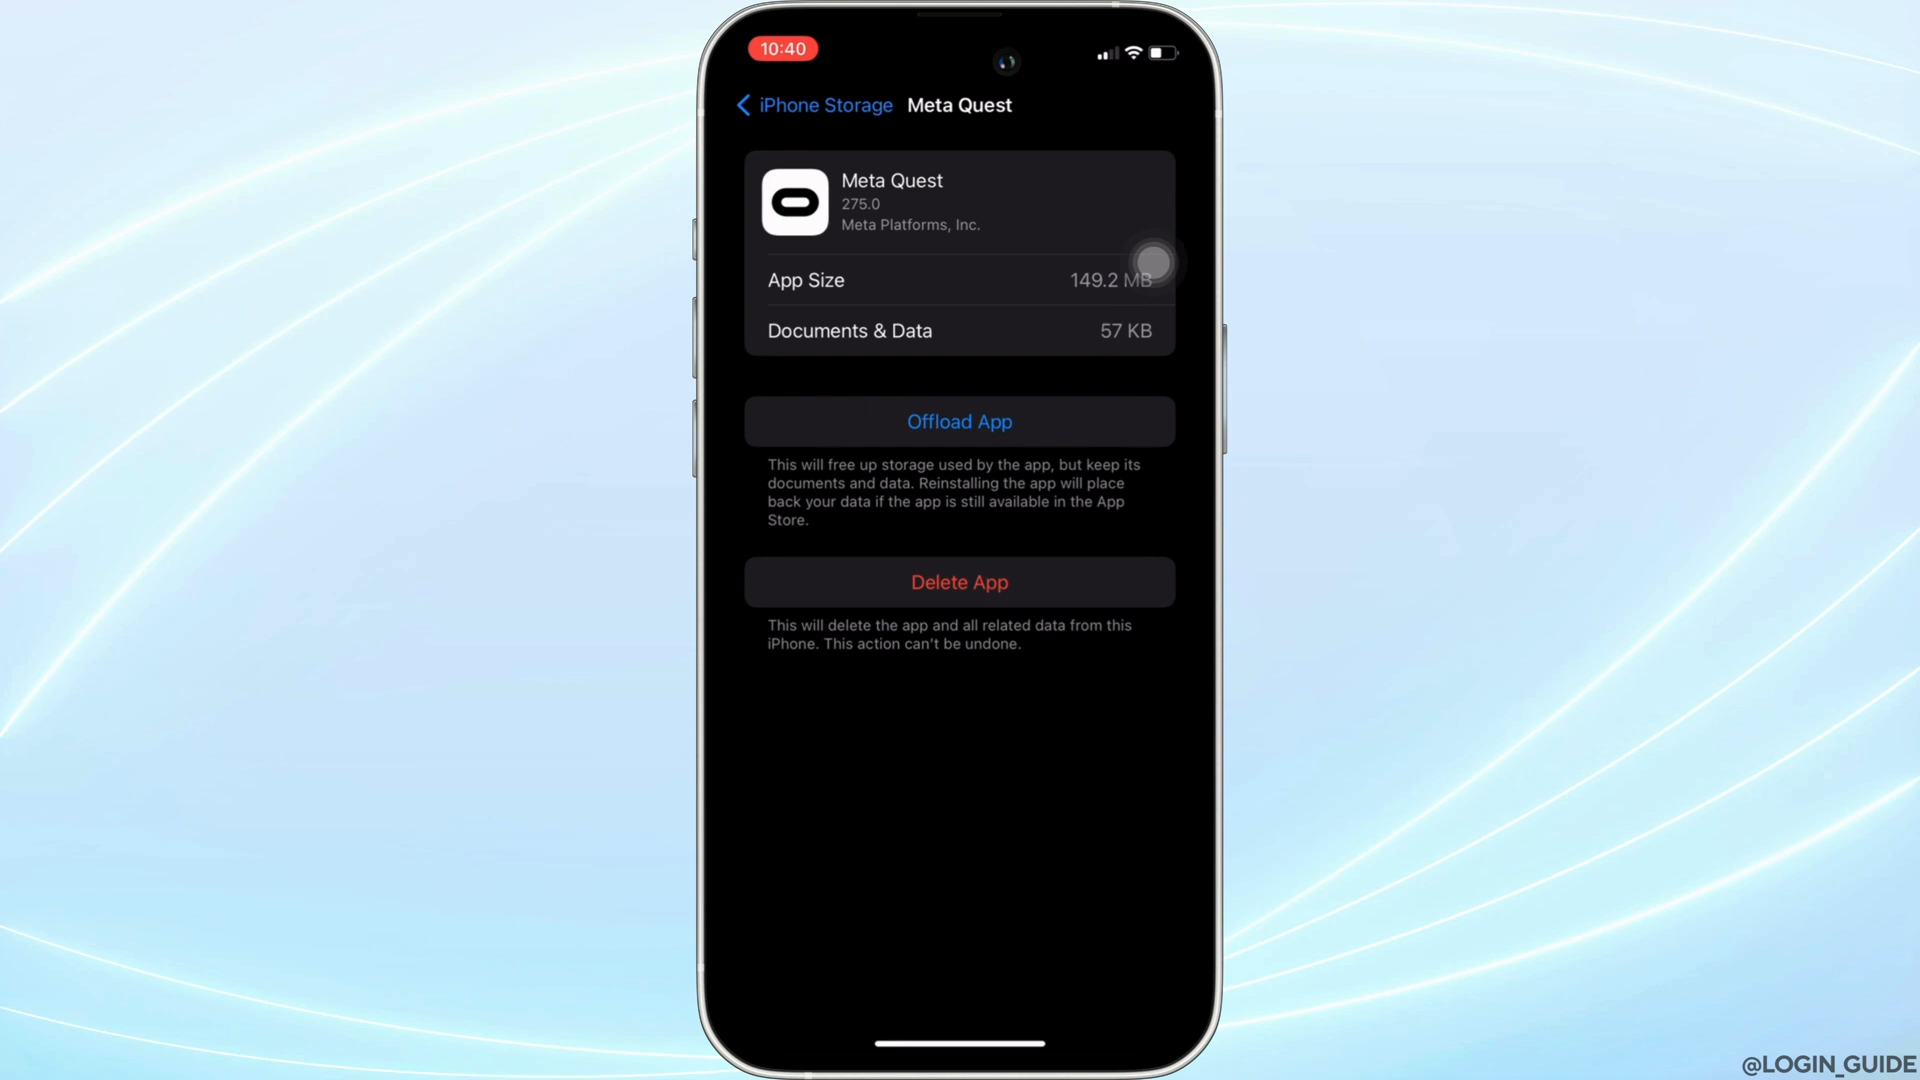 10:40
iPhone Storage Meta Quest
Meta Quest
275.0
Meta Platforms, Inc.
App Size 149.2 MB
Documents & Data 57 KB
Offload App
This will free up storage used by the app, but keep its
documents and data. Reinstalling the app will place
back your data if the app is still available in the App
Store.
Delete App
This will delete the app and all related data from this
iPhone. This action can't be undone.
@LOGIN_GUIDE